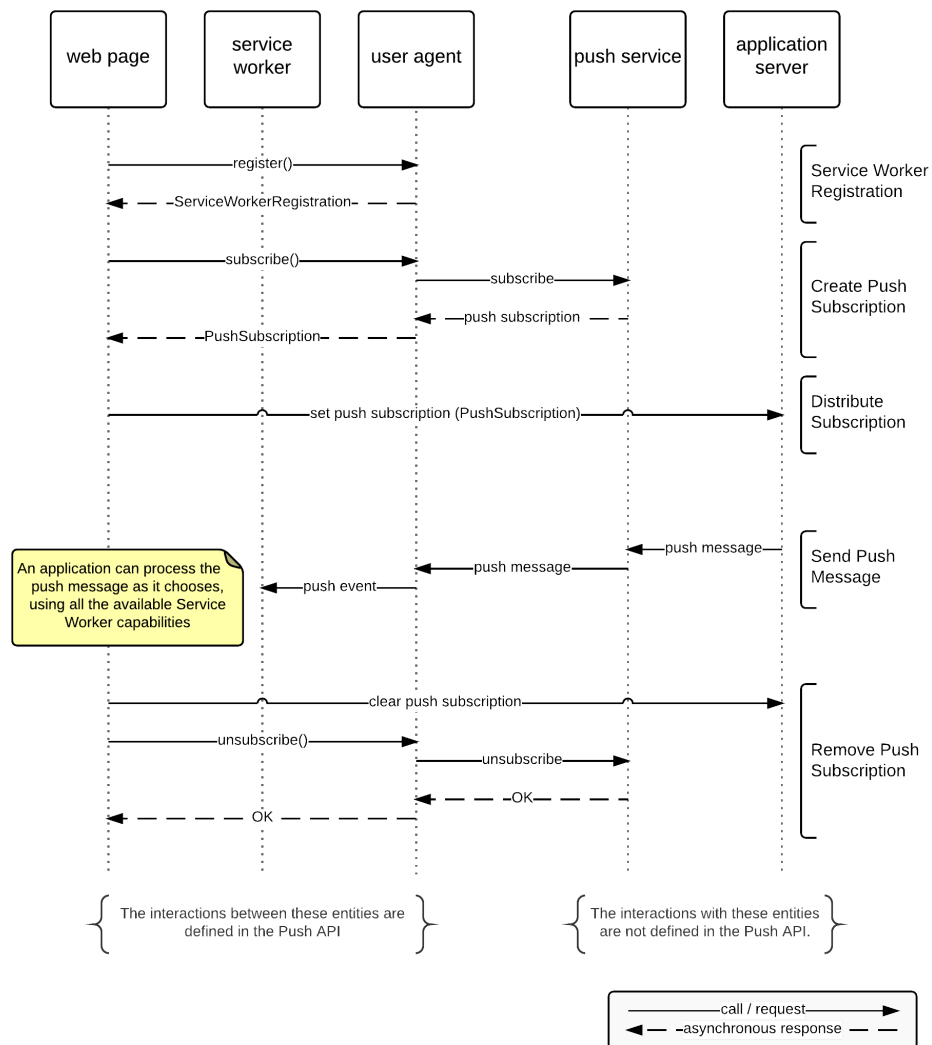 web page
service
worker
user agent
push service
application
server
register()
Service Worker
Registration
ServiceWorkerRegistration
subscribe()
subscribe
Create Push
Subscription
push subscription
PushSubscription
set push subscription (PushSubscription)
Distribute
Subscription
push message
Send Push
Message
push message
push event
An application can process the
push message as it chooses,
using all the available Service
Worker capabilities
clear push subscription
unsubscribe()
unsubscribe
Remove Push
Subscription
OK
OK
The interactions between these entities are
defined in the Push API
The interactions with these entities
are not defined in the Push API.
call / request
asynchronous response